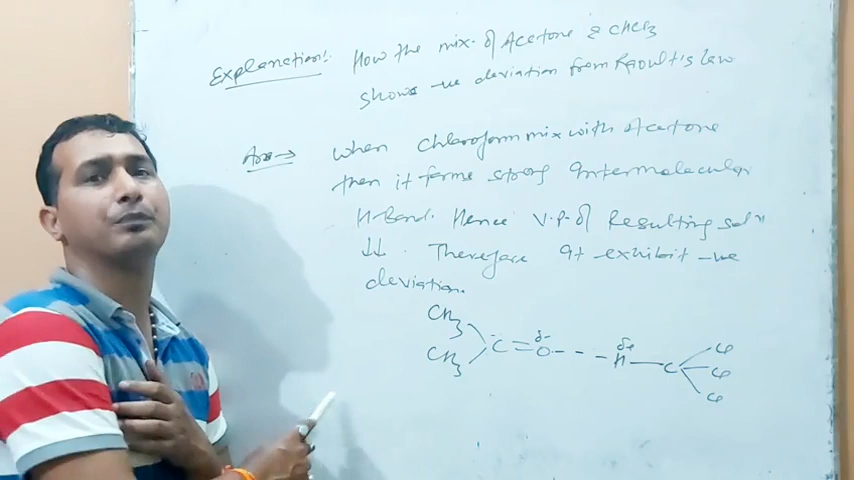 Explanation:- How the mix. of Acetone & CHCl3
shows -ve deviation from Raoult's law
Ans → when chloroform mix with Acetone
then it forms strong Intermolecular
H-Bond. Hence V.P. of Resulting solⁿ
↓↓. Therefore It exhibit -ve
deviation.
CH3
CH3
C=O δ- --- H δ+ — C
Cl
Cl
Cl